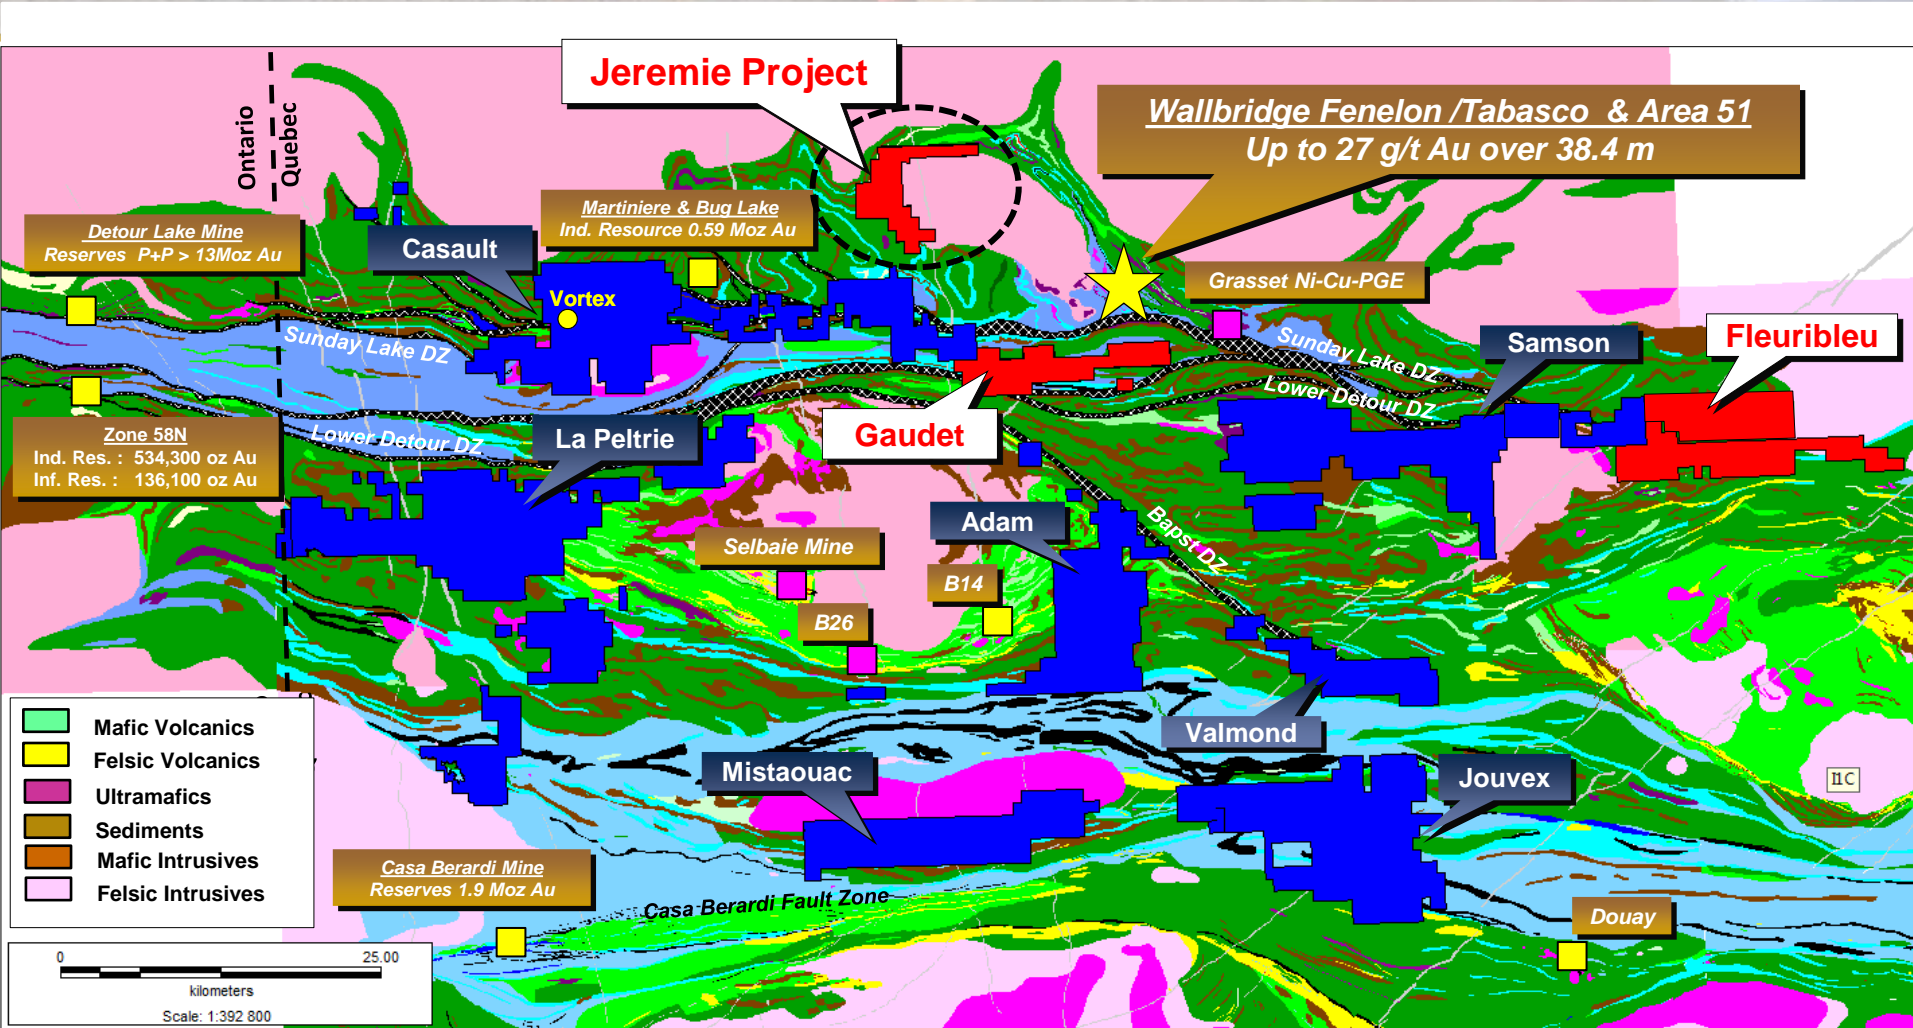 Jeremie Project
Wallbridge Fenelon /Tabasco & Area 51
Up to 27 g/t Au over 38.4 m
Ontario
Quebec
Detour Lake Mine
Reserves P+P > 13Moz Au
Casault
Martiniere & Bug Lake
Ind. Resource 0.59 Moz Au
Vortex
Grasset Ni-Cu-PGE
Sunday Lake DZ
Sunday Lake DZ
Samson
Fleuribleu
Lower Detour DZ
Zone 58N
Ind. Res. : 534,300 oz Au
Inf. Res. : 136,100 oz Au
Lower Detour DZ
La Peltrie
Gaudet
Adam
Bapst DZ
Selbaie Mine
B14
B26
Mafic Volcanics
Felsic Volcanics
Ultramafics
Sediments
Mafic Intrusives
Felsic Intrusives
Valmond
Mistaouac
Jouvex
I1C
Casa Berardi Mine
Reserves 1.9 Moz Au
Casa Berardi Fault Zone
Douay
0 25.00
kilometers
Scale: 1:392 800